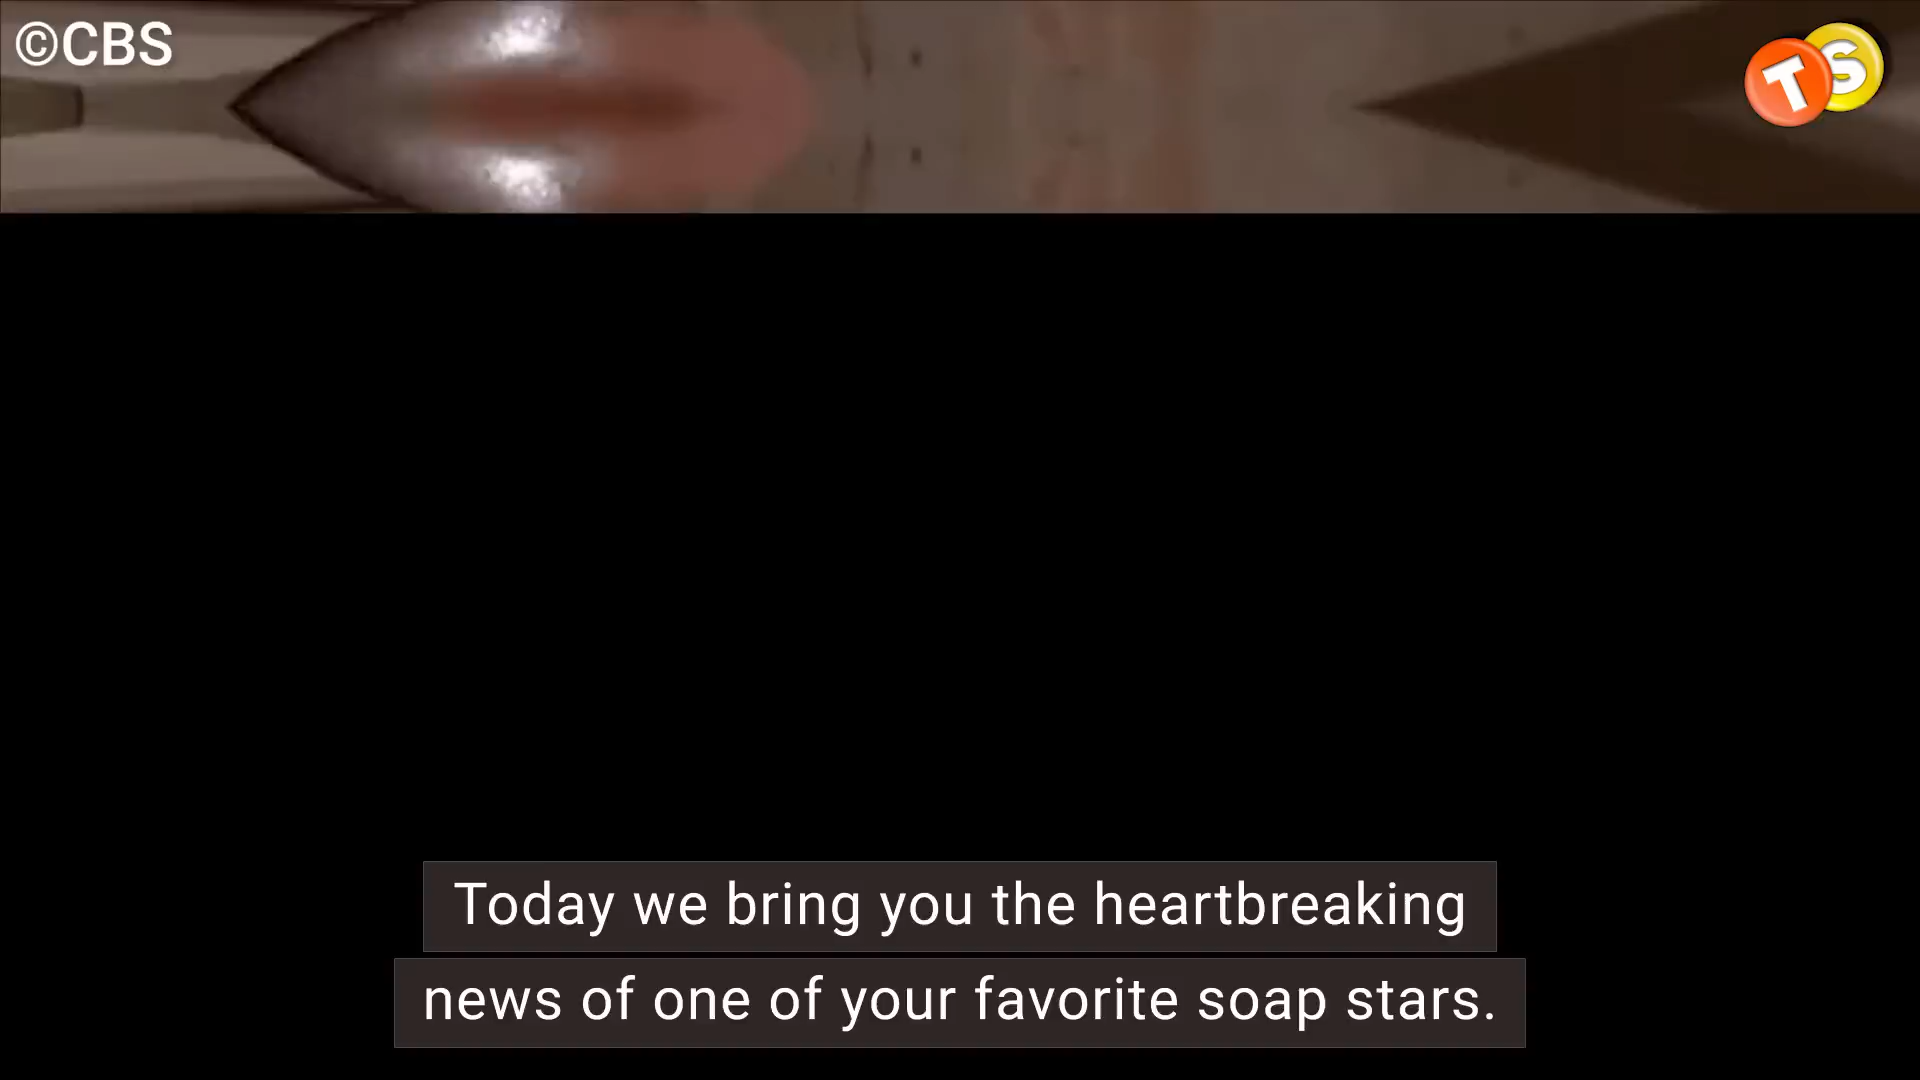 ©CBS
TS
Today we bring you the heartbreaking
news of one of your favorite soap stars.